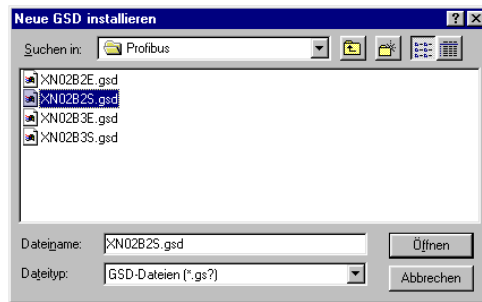 Neue GSD installieren
Suchen in: Profibus
XN02B2E.gsd
XN02B2S.gsd
XN02B3E.gsd
XN02B3S.gsd
Dateiname: XN02B2S.gsd Öffnen
Dateityp: GSD-Dateien (*.gs?) Abbrechen